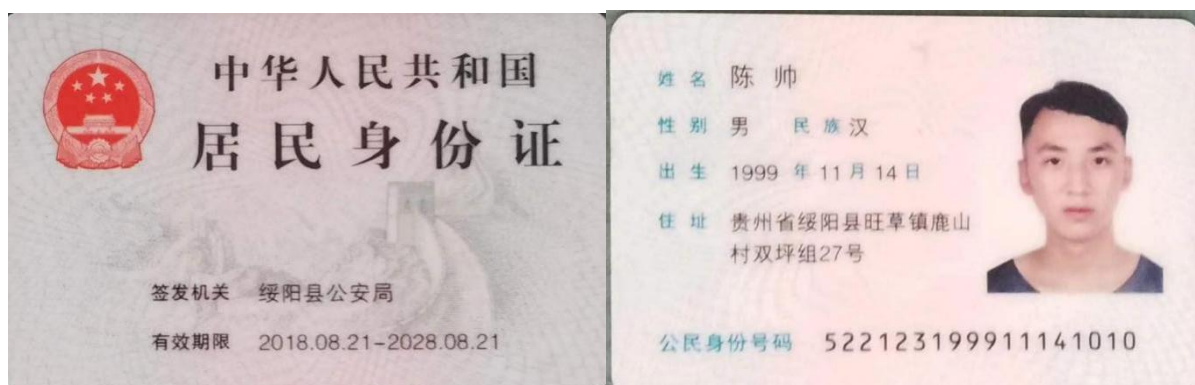 中华人民共和国
居民身份证
签发机关 绥阳县公安局
有效期限 2018.08.21-2028.08.21
姓名 陈帅
性别 男 民族 汉
出生 1999 年 11 月 14 日
住址 贵州省绥阳县旺草镇鹿山
村双坪组27号
公民身份号码 522123199911141010